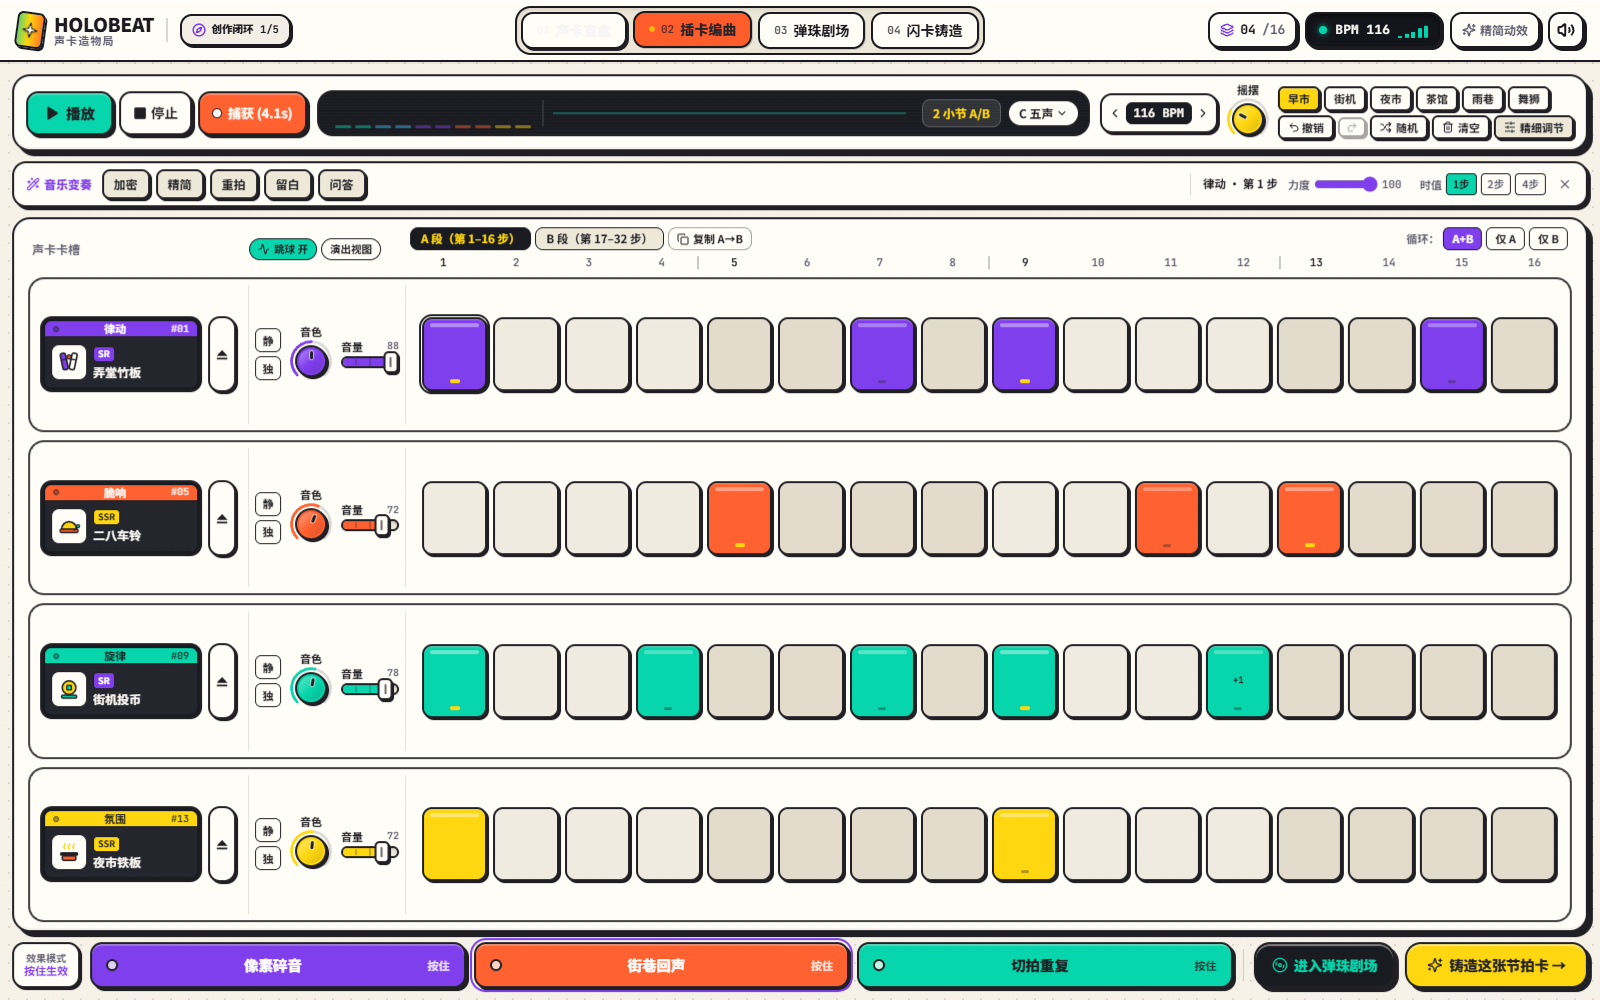 HOLOBEAT
声卡造物局
创作闭环 1/5
01 声卡盲盒
02 插卡编曲
03 弹珠剧场
04 闪卡铸造
04 /16
BPM 116
精简动效
播放
停止
捕获 (4.1s)
2 小节 A/B
C 五声
116 BPM
摇摆
早市
街机
夜市
茶馆
雨巷
舞狮
撤销
随机
清空
精细调节
音乐变奏
加密
精简
重拍
留白
问答
律动 · 第 1 步
力度
100
时值
1步
2步
4步
声卡卡槽
跳球 开
演出视图
A 段（第 1–16 步）
B 段（第 17–32 步）
复制 A→B
循环：
A+B
仅 A
仅 B
1 2 3 4 5 6 7 8 9 10 11 12 13 14 15 16
律动 #01
SR
弄堂竹板
静
独
音色
音量 88
脆响 #05
SSR
二八车铃
静
独
音色
音量 72
旋律 #09
SR
街机投币
静
独
音色
音量 78
+1
氛围 #13
SSR
夜市铁板
静
独
音色
音量 72
效果模式
按住生效
像素碎音 按住
街巷回声 按住
切拍重复 按住
进入弹珠剧场
铸造这张节拍卡 →